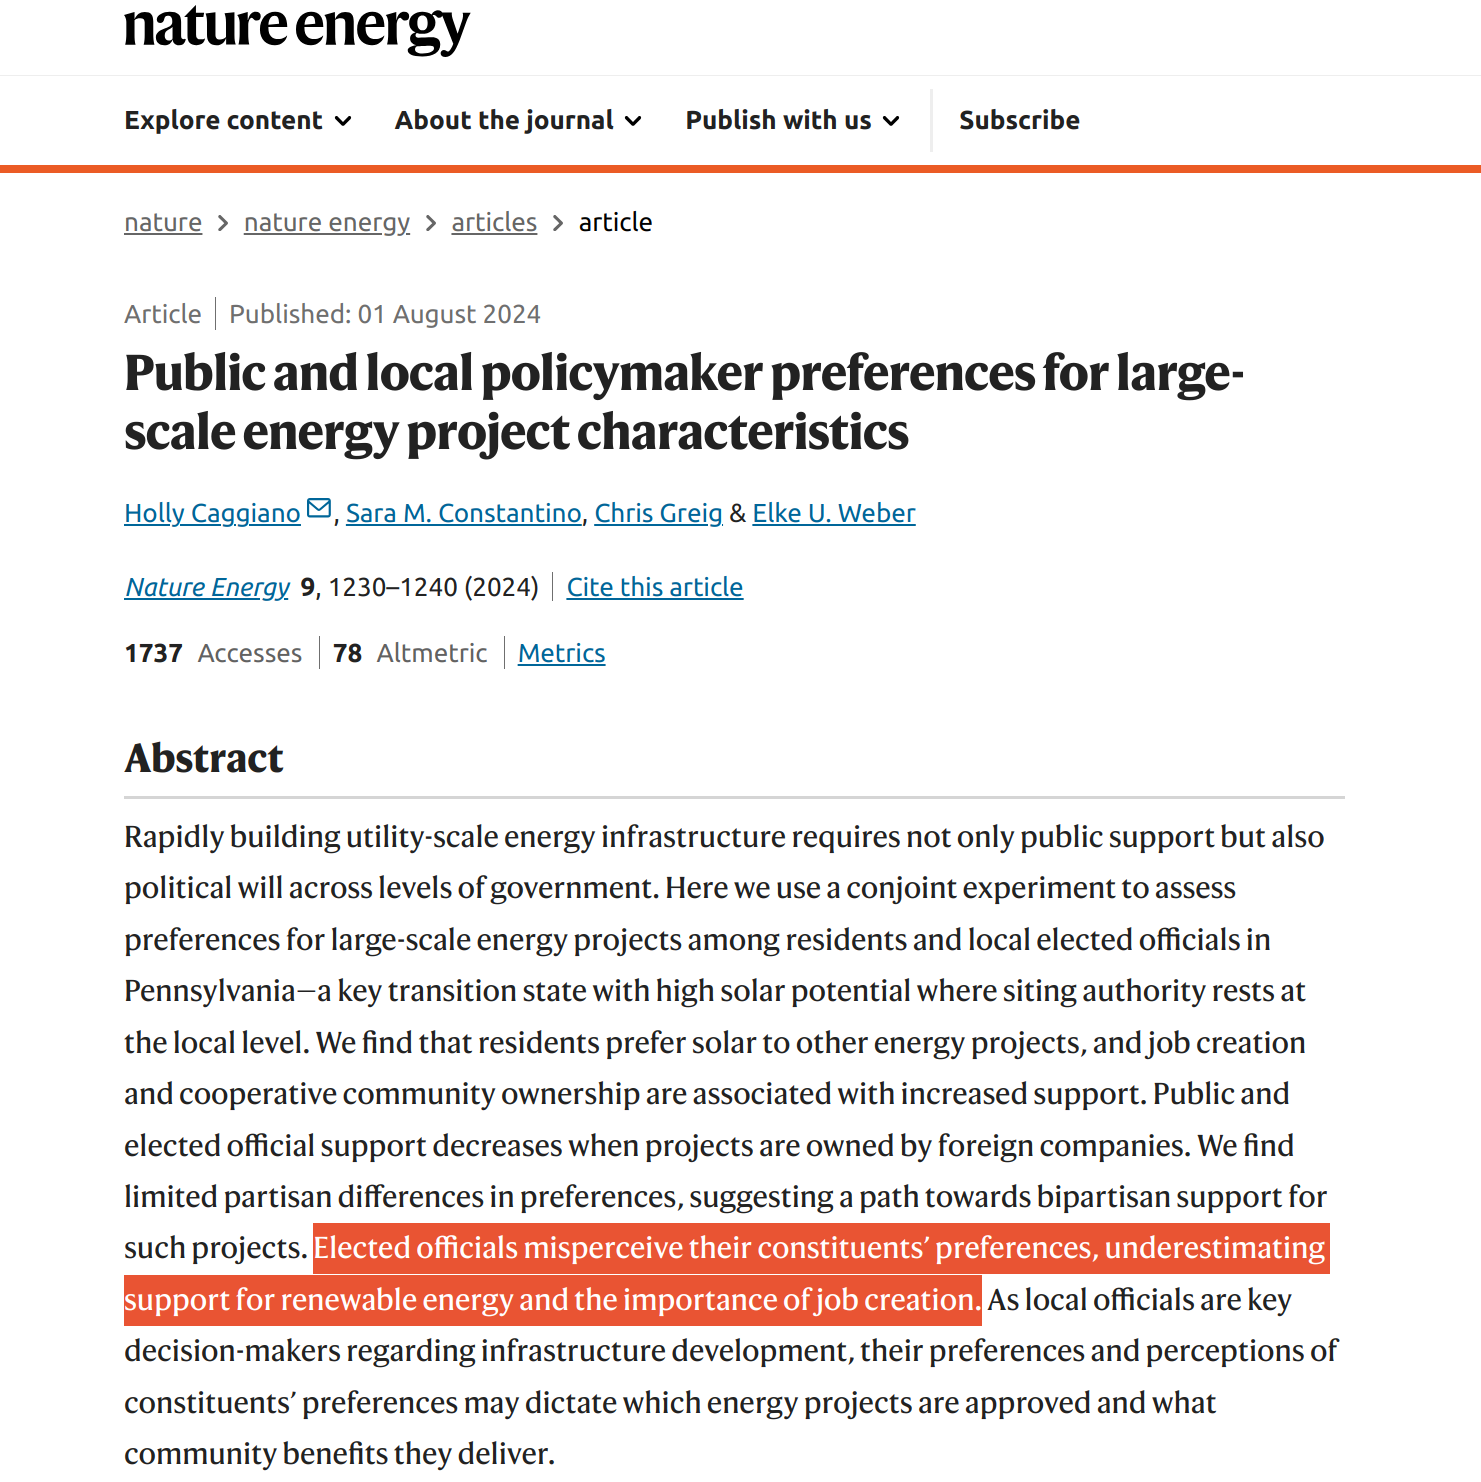 nature energy
Explore content About the journal Publish with us Subscribe
nature > nature energy > articles > article
Article | Published: 01 August 2024
Public and local policymaker preferences for large-
scale energy project characteristics
Holly Caggiano, Sara M. Constantino, Chris Greig & Elke U. Weber
Nature Energy 9, 1230–1240 (2024) | Cite this article
1737 Accesses | 78 Altmetric | Metrics
Abstract
Rapidly building utility-scale energy infrastructure requires not only public support but also
political will across levels of government. Here we use a conjoint experiment to assess
preferences for large-scale energy projects among residents and local elected officials in
Pennsylvania—a key transition state with high solar potential where siting authority rests at
the local level. We find that residents prefer solar to other energy projects, and job creation
and cooperative community ownership are associated with increased support. Public and
elected official support decreases when projects are owned by foreign companies. We find
limited partisan differences in preferences, suggesting a path towards bipartisan support for
such projects. Elected officials misperceive their constituents’ preferences, underestimating
support for renewable energy and the importance of job creation. As local officials are key
decision-makers regarding infrastructure development, their preferences and perceptions of
constituents’ preferences may dictate which energy projects are approved and what
community benefits they deliver.